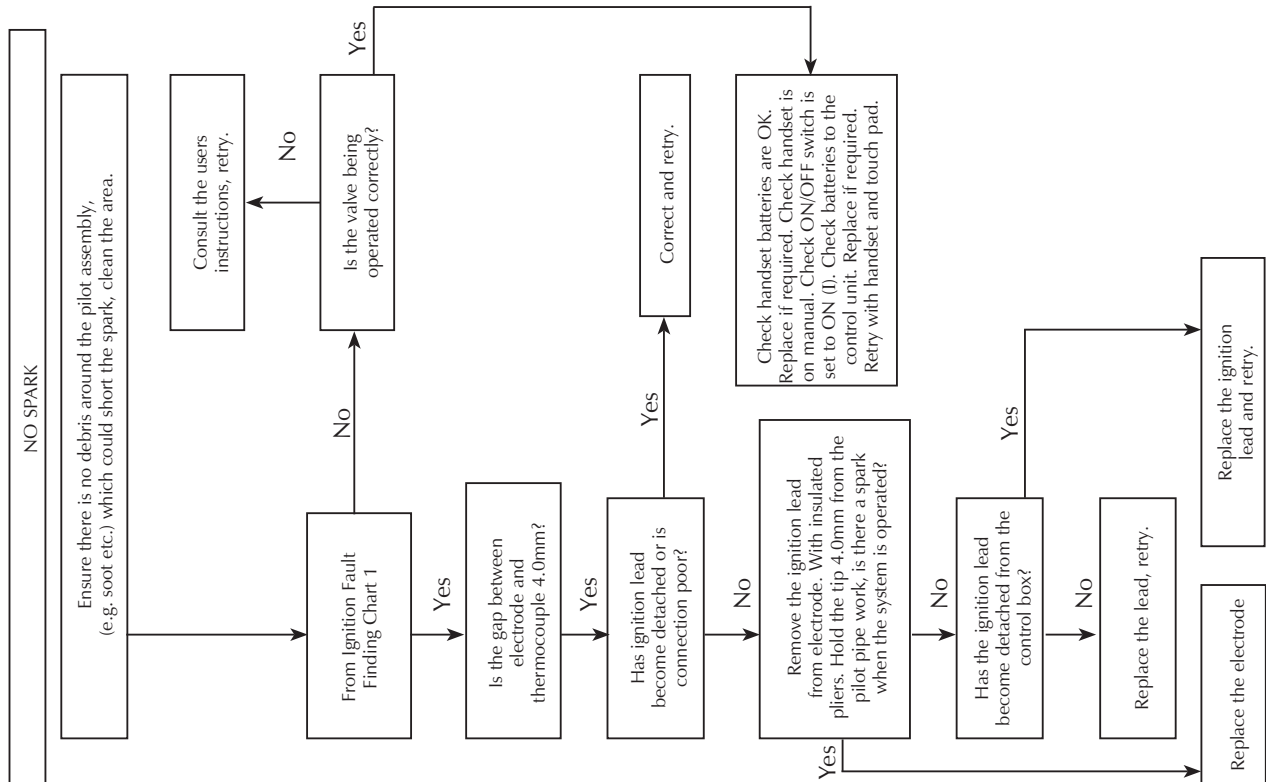 NO SPARK
Ensure there is no debris around the pilot assembly,
(e.g. soot etc.) which could short the spark, clean the area.
From Ignition Fault
Finding Chart 1
No
Is the valve being
operated correctly?
No
Consult the users
instructions, retry.
Yes
Check handset batteries are OK.
Replace if required. Check handset is
on manual. Check ON/OFF switch is
set to ON (I). Check batteries to the
control unit. Replace if required.
Retry with handset and touch pad.
Yes
Is the gap between
electrode and
thermocouple 4.0mm?
Yes
Has ignition lead
become detached or is
connection poor?
Yes
Correct and retry.
No
Remove the ignition lead
from electrode. With insulated
pliers. Hold the tip 4.0mm from the
pilot pipe work, is there a spark
when the system is operated?
No
Has the ignition lead
become detached from the
control box?
Yes
Replace the ignition
lead and retry.
No
Replace the lead, retry.
Yes
Replace the electrode